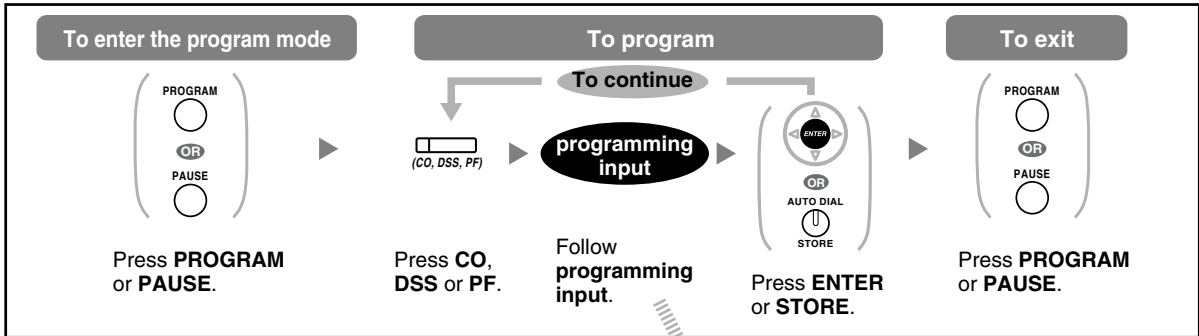 To enter the program mode
PROGRAM
OR
PAUSE
Press PROGRAM
or PAUSE.
To program
To continue
(CO, DSS, PF)
Press CO,
DSS or PF.
programming
input
Follow
programming
input.
ENTER
OR
AUTO DIAL
STORE
Press ENTER
or STORE.
To exit
PROGRAM
OR
PAUSE
Press PROGRAM
or PAUSE.